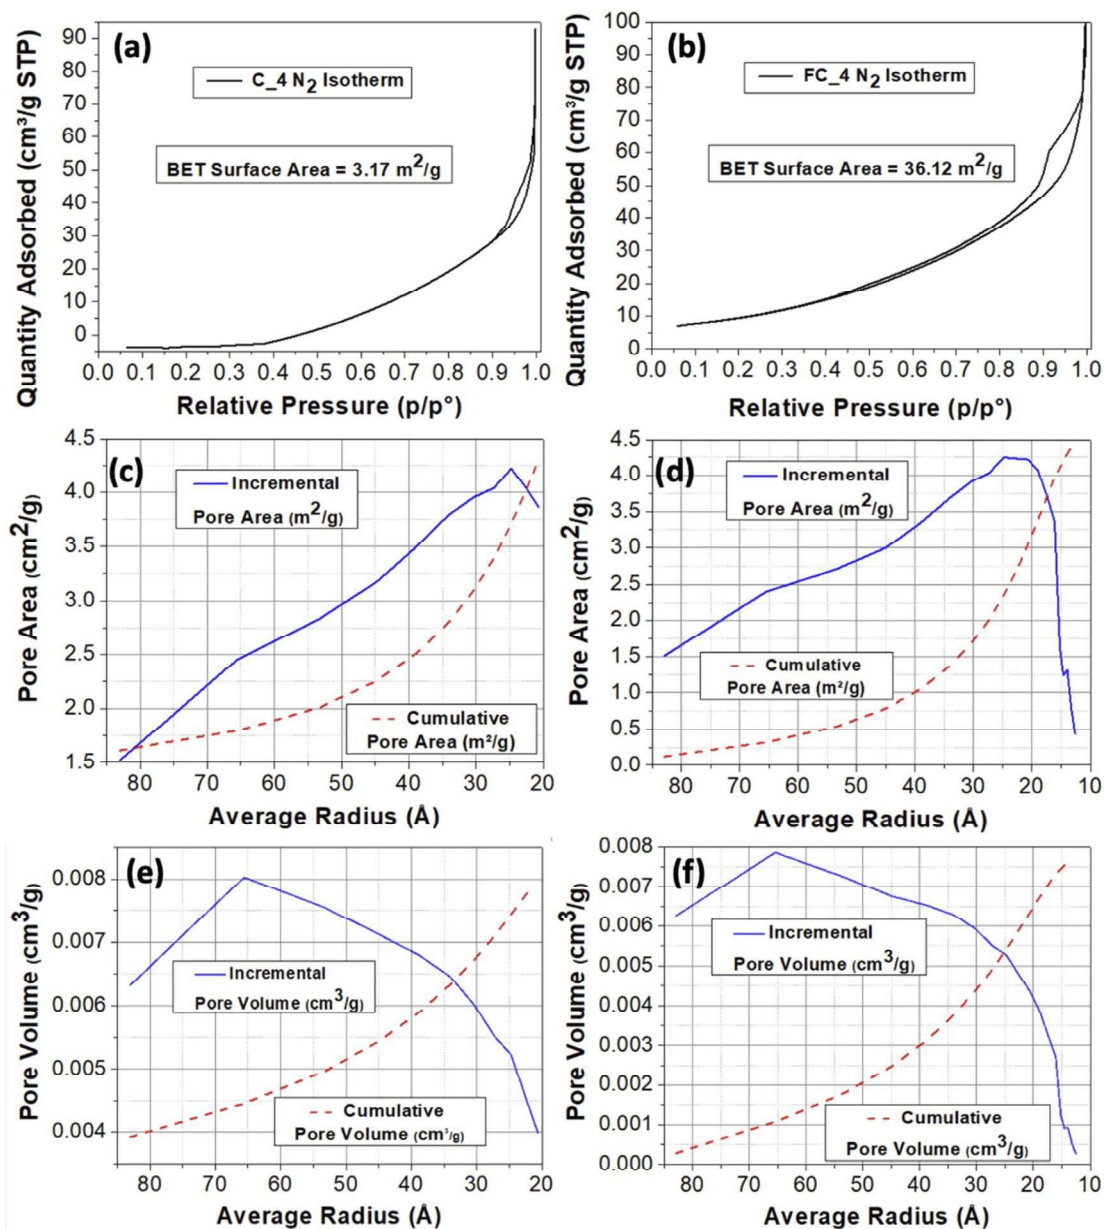 (a)
C_4 N2 Isotherm
BET Surface Area = 3.17 m²/g
Quantity Adsorbed (cm³/g STP)
90
80
70
60
50
40
30
20
10
0
0.0 0.1 0.2 0.3 0.4 0.5 0.6 0.7 0.8 0.9 1.0
Relative Pressure (p/p°)
(b)
FC_4 N2 Isotherm
BET Surface Area = 36.12 m²/g
Quantity Adsorbed (cm³/g STP)
100
90
80
70
60
50
40
30
20
10
0
0.0 0.1 0.2 0.3 0.4 0.5 0.6 0.7 0.8 0.9 1.0
Relative Pressure (p/p°)
(c)
Incremental
Pore Area (m²/g)
Cumulative
Pore Area (m²/g)
Pore Area (cm²/g)
4.5
4.0
3.5
3.0
2.5
2.0
1.5
80 70 60 50 40 30 20
Average Radius (Å)
(d)
Incremental
Pore Area (m²/g)
Cumulative
Pore Area (m²/g)
Pore Area (cm²/g)
4.5
4.0
3.5
3.0
2.5
2.0
1.5
1.0
0.5
0.0
80 70 60 50 40 30 20 10
Average Radius (Å)
(e)
Incremental
Pore Volume (cm³/g)
Cumulative
Pore Volume (cm³/g)
Pore Volume (cm³/g)
0.008
0.007
0.006
0.005
0.004
80 70 60 50 40 30 20
Average Radius (Å)
(f)
Incremental
Pore Volume (cm³/g)
Cumulative
Pore Volume (cm³/g)
Pore Volume (cm³/g)
0.008
0.007
0.006
0.005
0.004
0.003
0.002
0.001
0.000
80 70 60 50 40 30 20 10
Average Radius (Å)